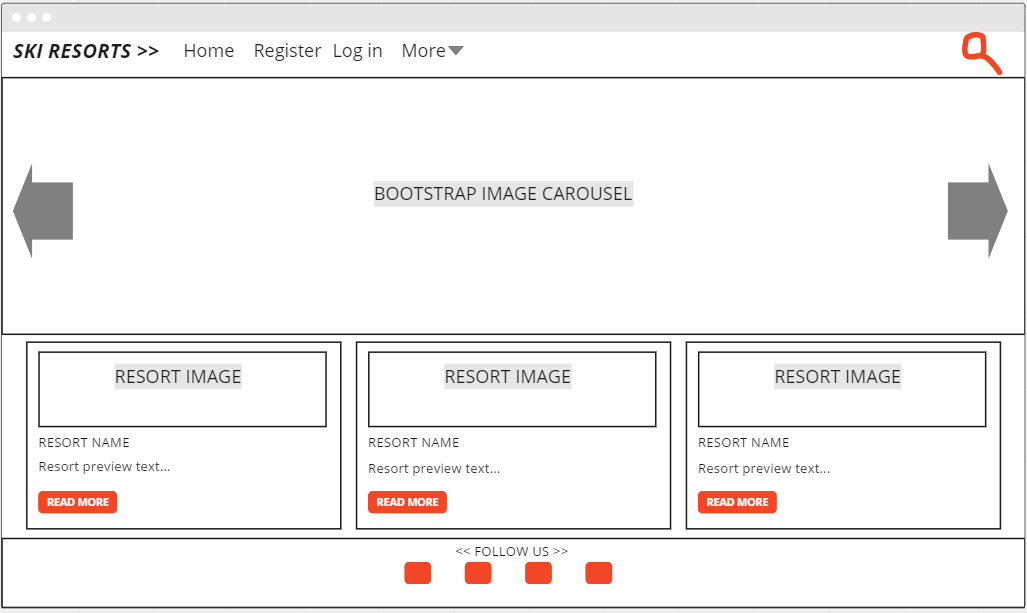 SKI RESORTS >> Home Register Log in More
BOOTSTRAP IMAGE CAROUSEL
RESORT IMAGE
RESORT NAME
Resort preview text...
READ MORE
RESORT IMAGE
RESORT NAME
Resort preview text...
READ MORE
RESORT IMAGE
RESORT NAME
Resort preview text...
READ MORE
<< FOLLOW US >>